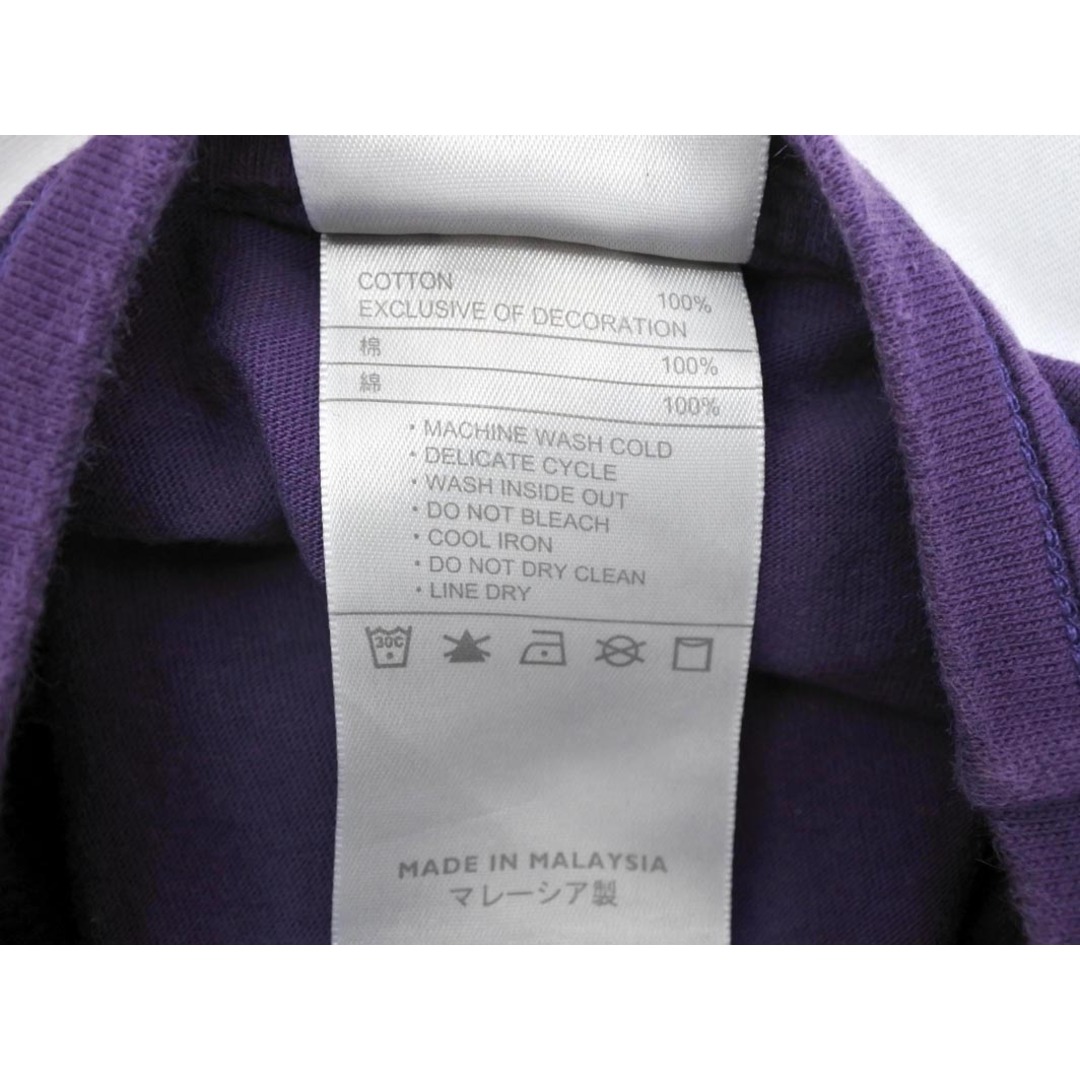 COTTON 100%
EXCLUSIVE OF DECORATION
棉 100%
綿 100%
・MACHINE WASH COLD
・DELICATE CYCLE
・WASH INSIDE OUT
・DO NOT BLEACH
・COOL IRON
・DO NOT DRY CLEAN
・LINE DRY
30C
MADE IN MALAYSIA
マレーシア製